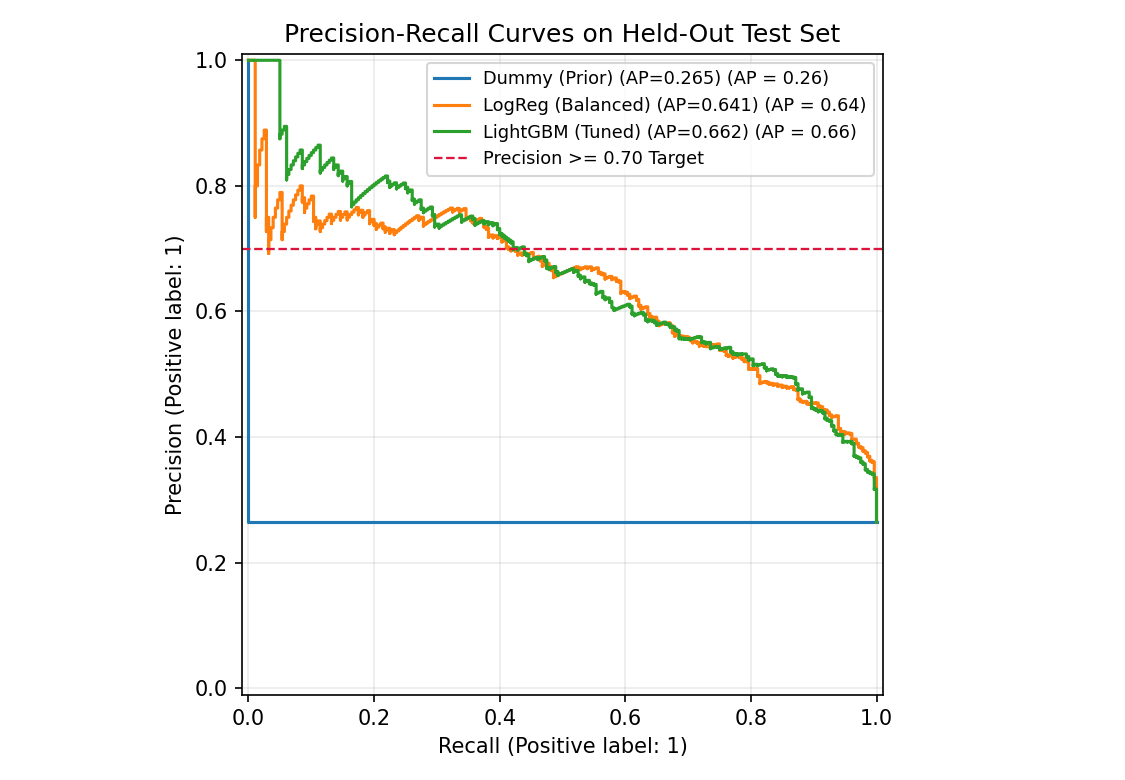 Precision-Recall Curves on Held-Out Test Set
1.0
0.8
0.6
0.4
0.2
0.0
Precision (Positive label: 1)
Dummy (Prior) (AP=0.265) (AP = 0.26)
LogReg (Balanced) (AP=0.641) (AP = 0.64)
LightGBM (Tuned) (AP=0.662) (AP = 0.66)
Precision >= 0.70 Target
0.0 0.2 0.4 0.6 0.8 1.0
Recall (Positive label: 1)